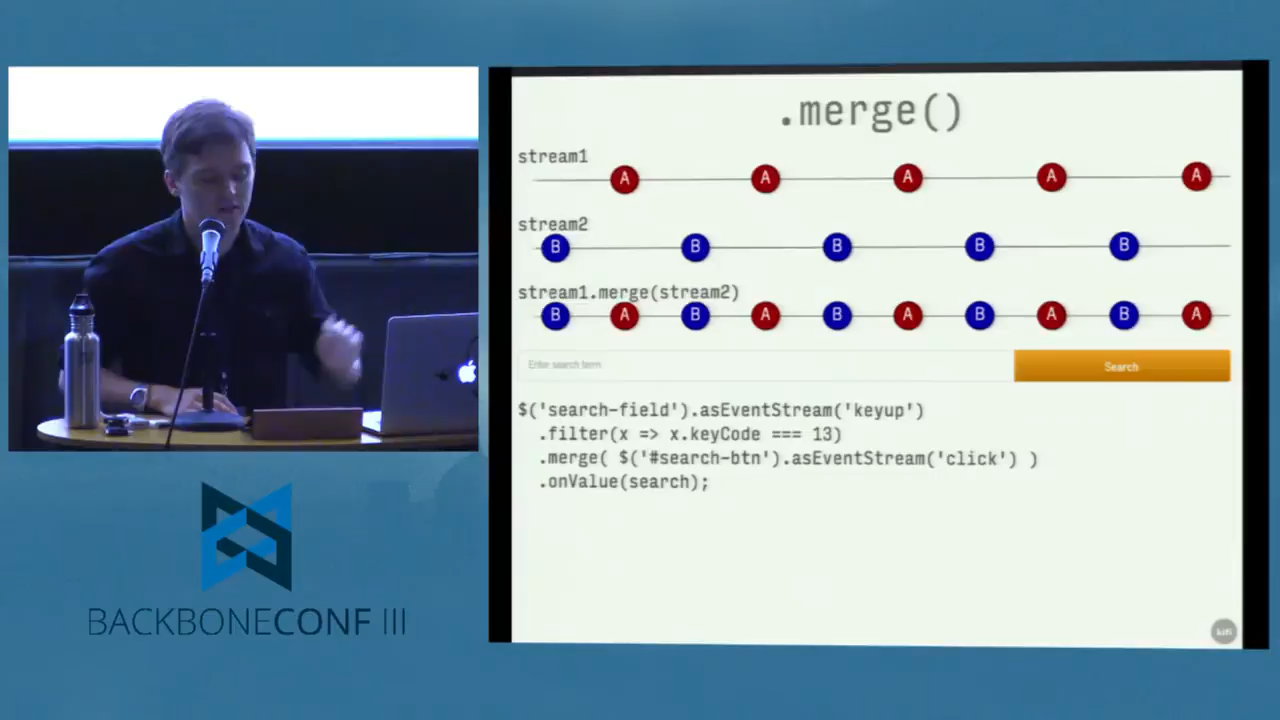 .merge()
stream1
A A A A A
stream2
B B B B B
stream1.merge(stream2)
B A B A B A B A B A
Enter search term
Search
$('search-field').asEventStream('keyup')
.filter(x => x.keyCode === 13)
.merge( $('#search-btn').asEventStream('click') )
.onValue(search);
kifi
BACKBONECONF III